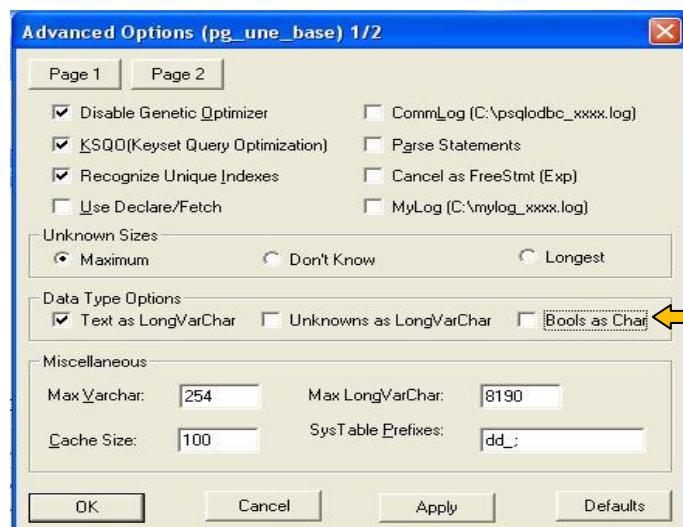 Advanced Options (pg_une_base) 1/2
Page 1 Page 2
Disable Genetic Optimizer CommLog (C:\psqlodbc_xxxx.log)
KSQO(Keyset Query Optimization) Parse Statements
Recognize Unique Indexes Cancel as FreeStmt (Exp)
Use Declare/Fetch MyLog (C:\mylog_xxxx.log)
Unknown Sizes
Maximum Don't Know Longest
Data Type Options
Text as LongVarChar Unknowns as LongVarChar Bools as Char
Miscellaneous
Max Varchar: 254 Max LongVarChar: 8190
Cache Size: 100 SysTable Prefixes: dd_;
OK Cancel Apply Defaults